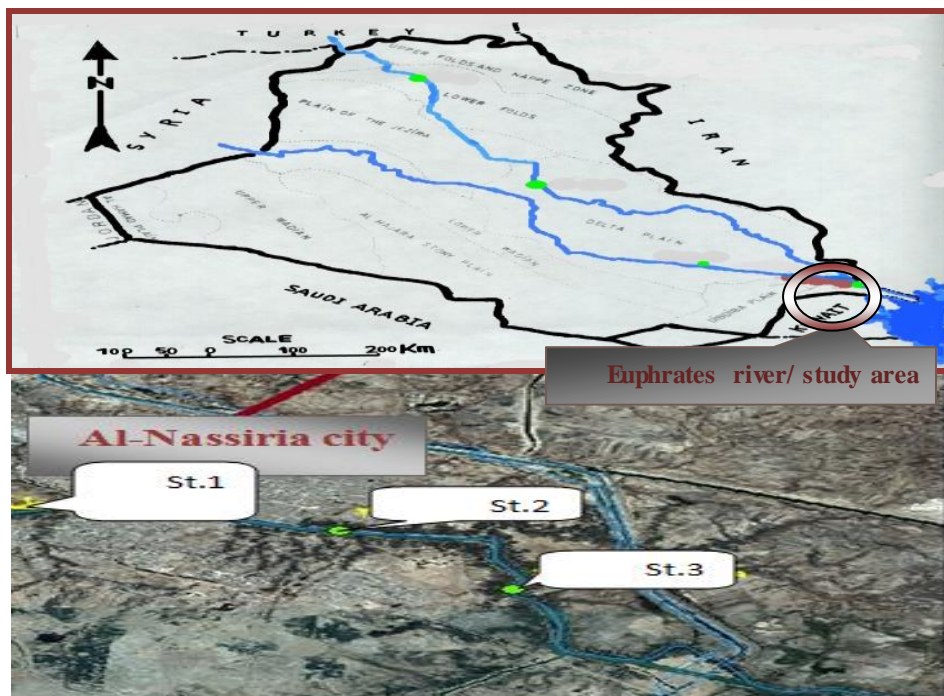 TURKEY
UPPER FOLDS AND NAPPE ZONE
N
LOWER FOLDS
SYRIA
PLAIN OF THE JEZIRA
IRAN
JORDAN
UPPER WADIAN
DELTA PLAIN
STONY PLAIN
LOWER WADIAN
SAUDI ARABIA
KUWAIT
SCALE
100 50 0 100 200 Km
Euphrates river/ study area
Al-Nassiria city
St.1
St.2
St.3